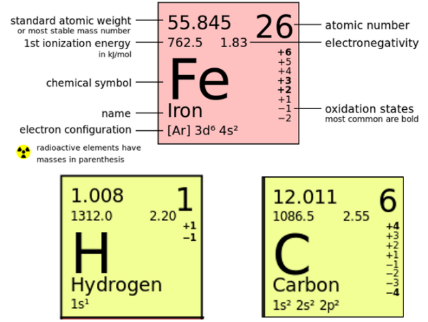 standard atomic weight
or most stable mass number
1st ionization energy
in kJ/mol
chemical symbol
name
electron configuration
radioactive elements have
masses in parenthesis
55.845 26
762.5 1.83
Fe
Iron
[Ar] 3d⁶ 4s²
+6
+5
+4
+3
+2
+1
−1
−2
atomic number
electronegativity
oxidation states
most common are bold
1.008 1
1312.0 2.20
+1
−1
H
Hydrogen
1s¹
12.011 6
1086.5 2.55
+4
+3
+2
+1
−1
−2
−3
−4
C
Carbon
1s² 2s² 2p²